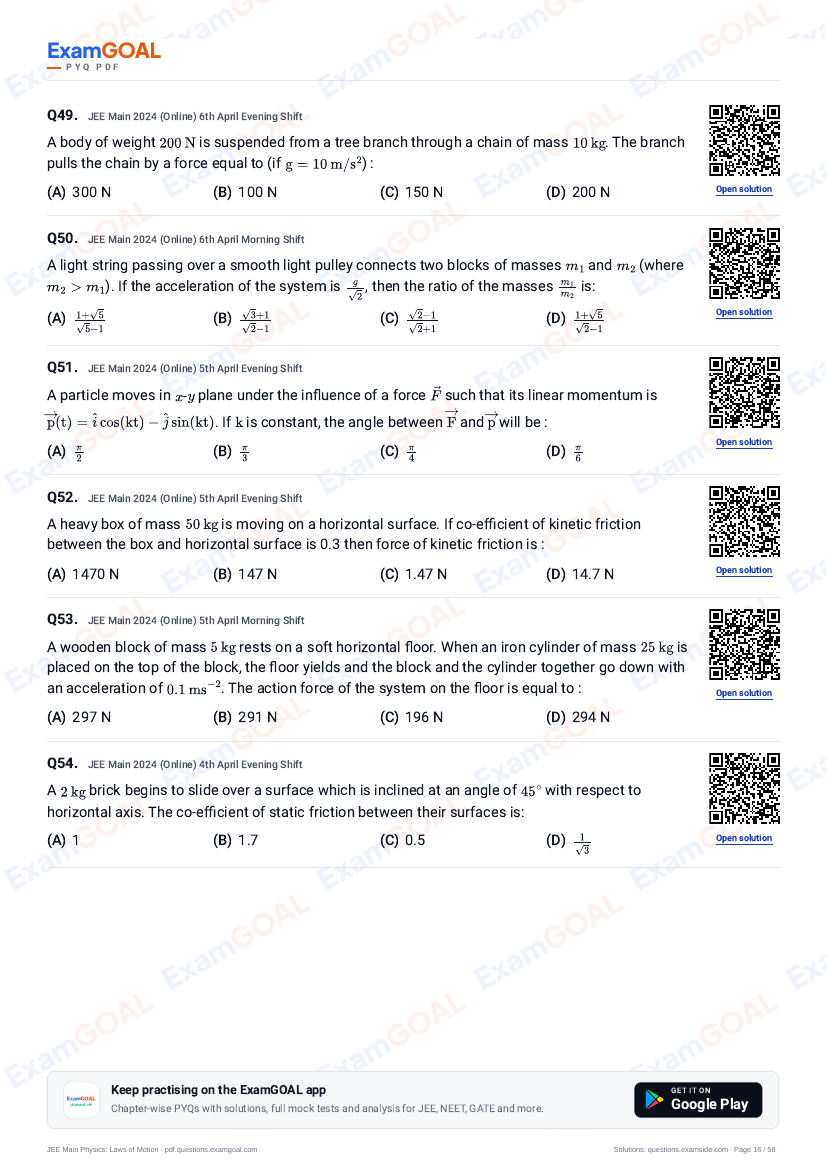 ExamGOAL
PYQ PDF
Q49. JEE Main 2024 (Online) 6th April Evening Shift
A body of weight 200 N is suspended from a tree branch through a chain of mass 10 kg. The branch
pulls the chain by a force equal to (if g = 10 m/s²) :
(A) 300 N (B) 100 N (C) 150 N (D) 200 N
Open solution
Q50. JEE Main 2024 (Online) 6th April Morning Shift
A light string passing over a smooth light pulley connects two blocks of masses m₁ and m₂ (where
m₂ > m₁). If the acceleration of the system is g/√2, then the ratio of the masses m₁/m₂ is:
(A) (1+√5)/(√5−1) (B) (√3+1)/(√2−1) (C) (√2−1)/(√2+1) (D) (1+√5)/(√2−1)
Open solution
Q51. JEE Main 2024 (Online) 5th April Evening Shift
A particle moves in x-y plane under the influence of a force F⃗ such that its linear momentum is
p⃗(t) = î cos(kt) − ĵ sin(kt). If k is constant, the angle between F⃗ and p⃗ will be :
(A) π/2 (B) π/3 (C) π/4 (D) π/6
Open solution
Q52. JEE Main 2024 (Online) 5th April Evening Shift
A heavy box of mass 50 kg is moving on a horizontal surface. If co-efficient of kinetic friction
between the box and horizontal surface is 0.3 then force of kinetic friction is :
(A) 1470 N (B) 147 N (C) 1.47 N (D) 14.7 N
Open solution
Q53. JEE Main 2024 (Online) 5th April Morning Shift
A wooden block of mass 5 kg rests on a soft horizontal floor. When an iron cylinder of mass 25 kg is
placed on the top of the block, the floor yields and the block and the cylinder together go down with
an acceleration of 0.1 ms⁻². The action force of the system on the floor is equal to :
(A) 297 N (B) 291 N (C) 196 N (D) 294 N
Open solution
Q54. JEE Main 2024 (Online) 4th April Evening Shift
A 2 kg brick begins to slide over a surface which is inclined at an angle of 45° with respect to
horizontal axis. The co-efficient of static friction between their surfaces is:
(A) 1 (B) 1.7 (C) 0.5 (D) 1/√3
Open solution
ExamGOAL
Keep practising on the ExamGOAL app
Chapter-wise PYQs with solutions, full mock tests and analysis for JEE, NEET, GATE and more.
GET IT ON
Google Play
JEE Main Physics: Laws of Motion · pdf.questions.examgoal.com
Solutions: questions.examside.com · Page 16 / 58